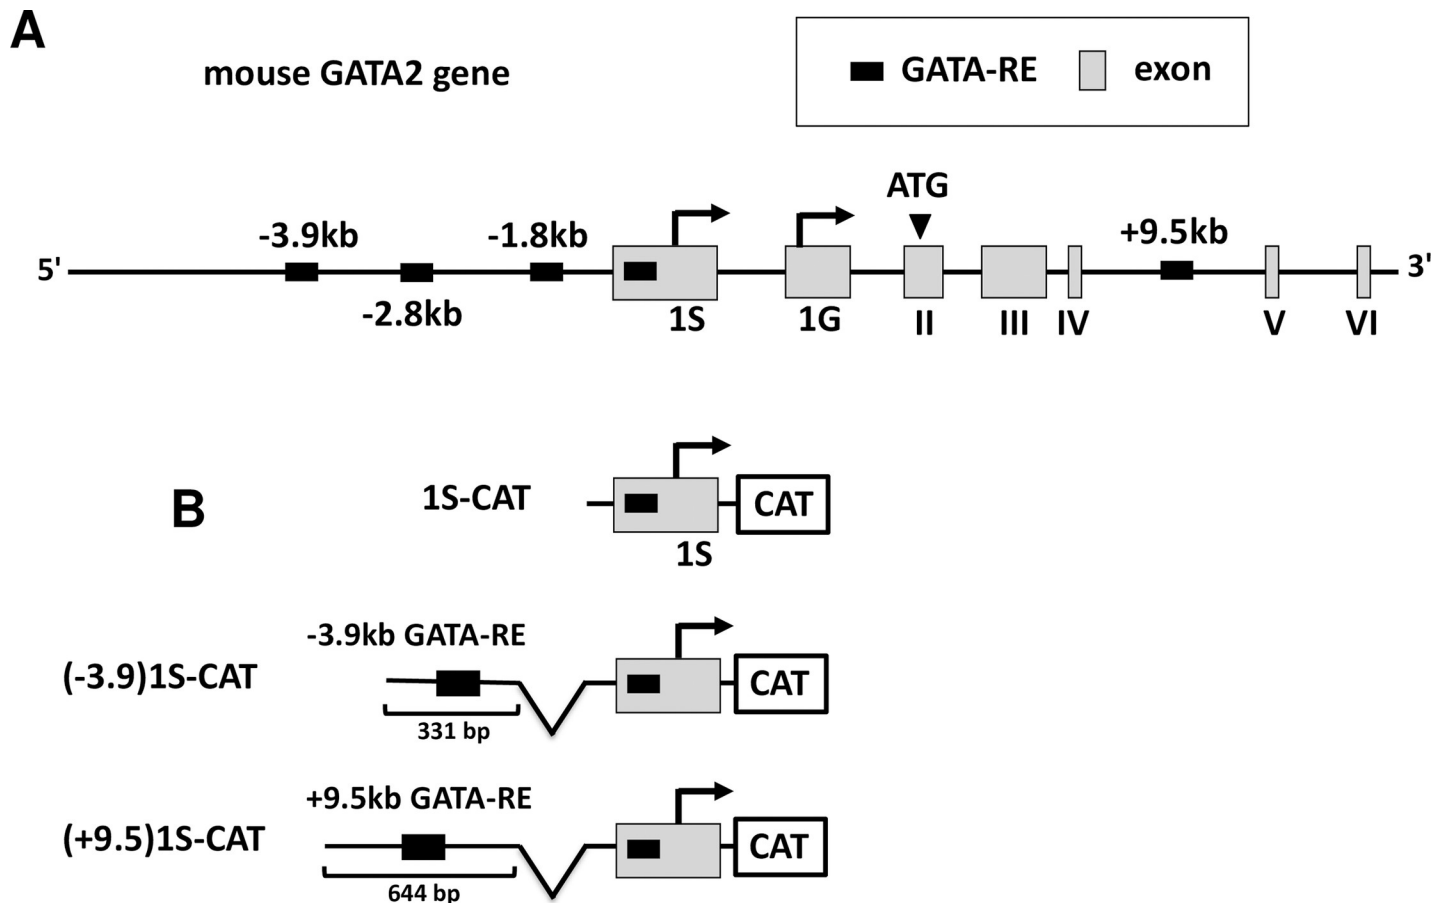 A
mouse GATA2 gene
GATA-RE exon
ATG
-3.9kb -1.8kb +9.5kb
5' 3'
-2.8kb 1S 1G II III IV V VI
B
1S-CAT CAT
1S
-3.9kb GATA-RE
(-3.9)1S-CAT CAT
331 bp
+9.5kb GATA-RE
(+9.5)1S-CAT CAT
644 bp